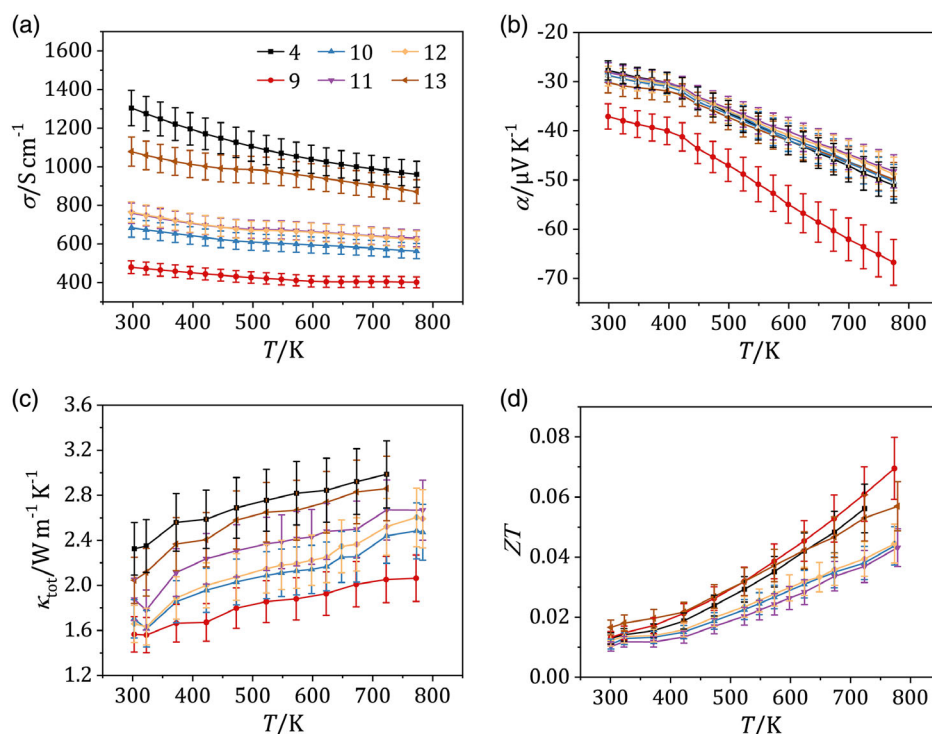 (a)
1600
1400
1200
1000
800
600
400
σ/S cm⁻¹
4 10 12
9 11 13
300 400 500 600 700 800
T/K
(b)
-20
-30
-40
-50
-60
-70
α/μV K⁻¹
300 400 500 600 700 800
T/K
(c)
3.6
3.2
2.8
2.4
2.0
1.6
1.2
κtot/W m⁻¹ K⁻¹
300 400 500 600 700 800
T/K
(d)
0.08
0.06
0.04
0.02
0.00
ZT
300 400 500 600 700 800
T/K